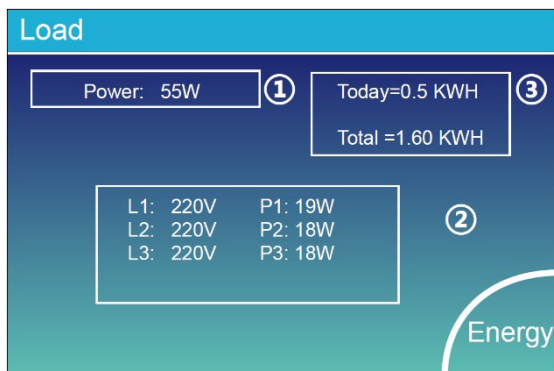 Load
Power: 55W ①
Today=0.5 KWH ③
Total =1.60 KWH
L1: 220V P1: 19W
L2: 220V P2: 18W ②
L3: 220V P3: 18W
Energy